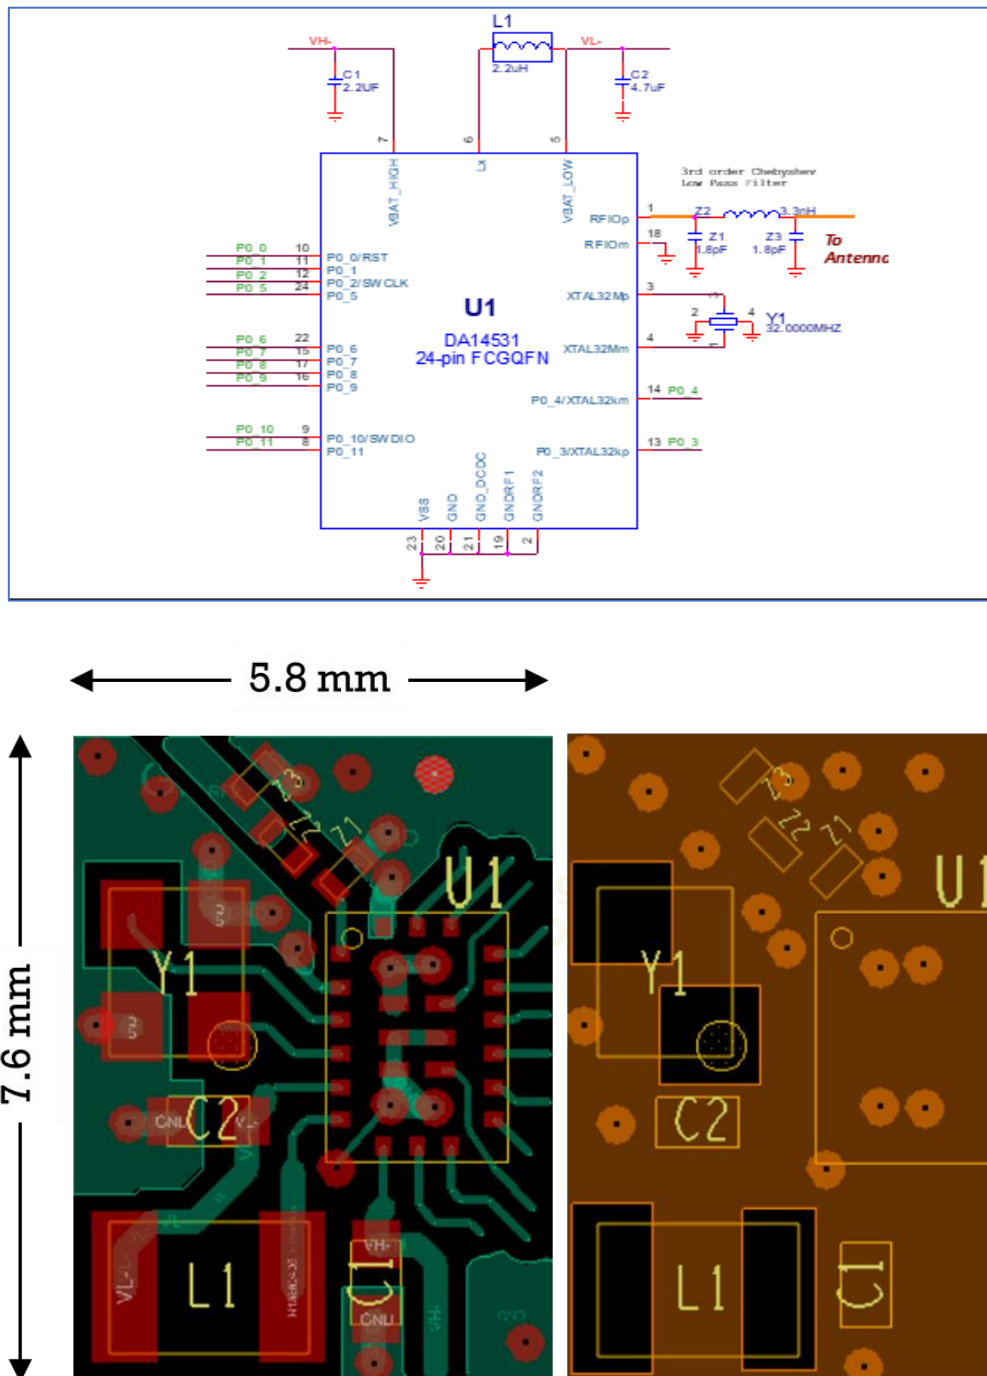 L1
VH-
VL-
2.2uH
C1
2.2UF
C2
4.7uF
7
6
5
VBAT_HIGH
Lx
VBAT_LOW
3rd order Chebyshev
Low Pass Filter
RFIOp
1
Z2
3.3nH
RFIOm
18
Z1
1.8pF
Z3
1.8pF
To
Antenna
P0_0
10
P0_0/RST
P0_1
11
P0_1
P0_2
12
P0_2/SWCLK
P0_5
24
P0_5
XTAL32Mp
3
3
U1
2
4
Y1
32.0000MHZ
DA14531
24-pin FCGQFN
XTAL32Mm
4
1
P0_6
22
P0_6
P0_7
15
P0_7
P0_8
17
P0_8
P0_9
16
P0_9
P0_4/XTAL32km
14
P0_4
P0_10
9
P0_10/SWDIO
P0_11
8
P0_11
P0_3/XTAL32kp
13
P0_3
VSS
GND
GND_DCDC
GNDRF1
GNDRF2
23
20
21
19
2
5.8 mm
7.6 mm
Z3
Z2
Z1
U1
Y1
C2
VL-
L1
VL-
VH-
C1
VH-
Z3
Z2
Z1
U1
Y1
C2
L1
C1